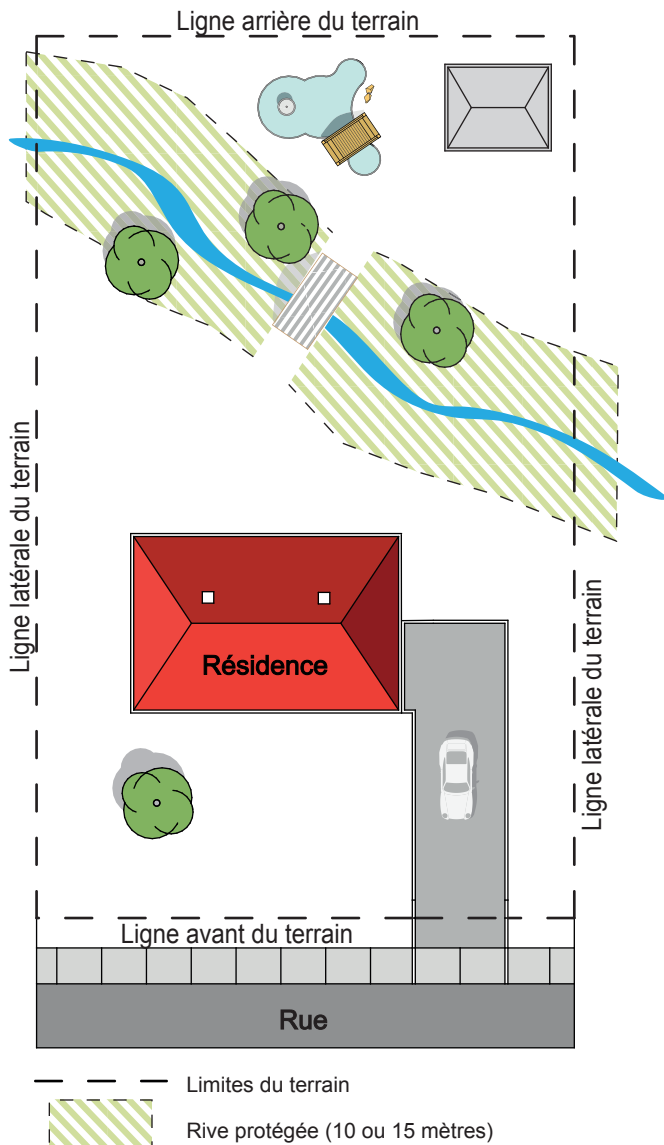 Ligne arrière du terrain
Ligne latérale du terrain
Ligne latérale du terrain
Résidence
Ligne avant du terrain
Rue
Limites du terrain
Rive protégée (10 ou 15 mètres)